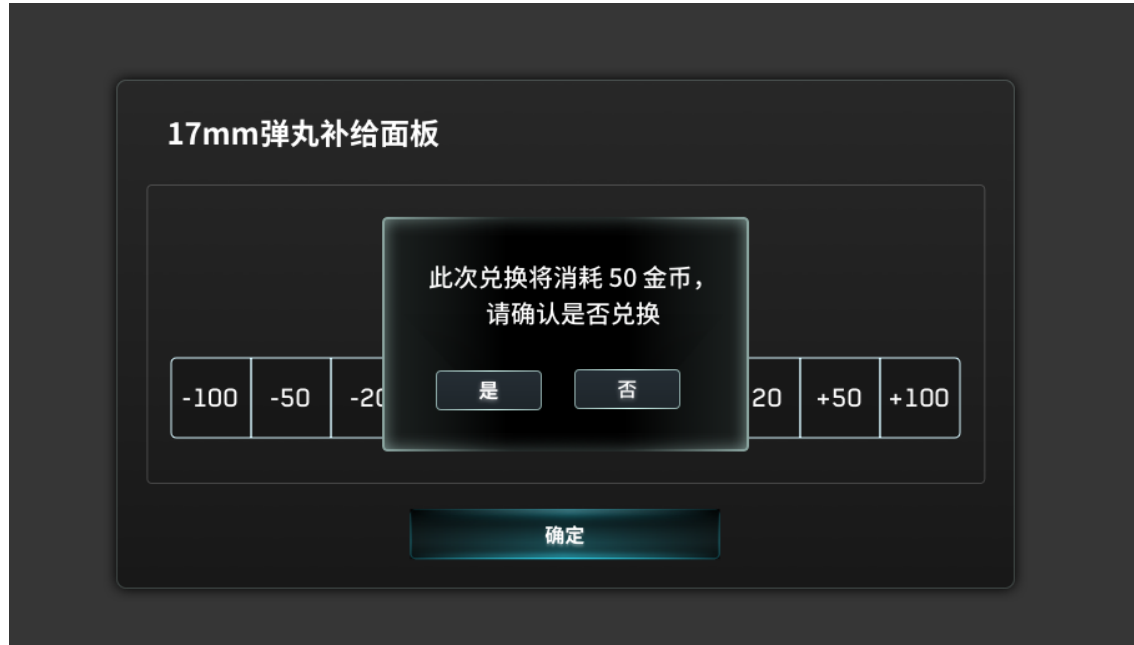 17mm弹丸补给面板
此次兑换将消耗 50 金币，
请确认是否兑换
是 否
-100 -50 -20 20 +50 +100
确定